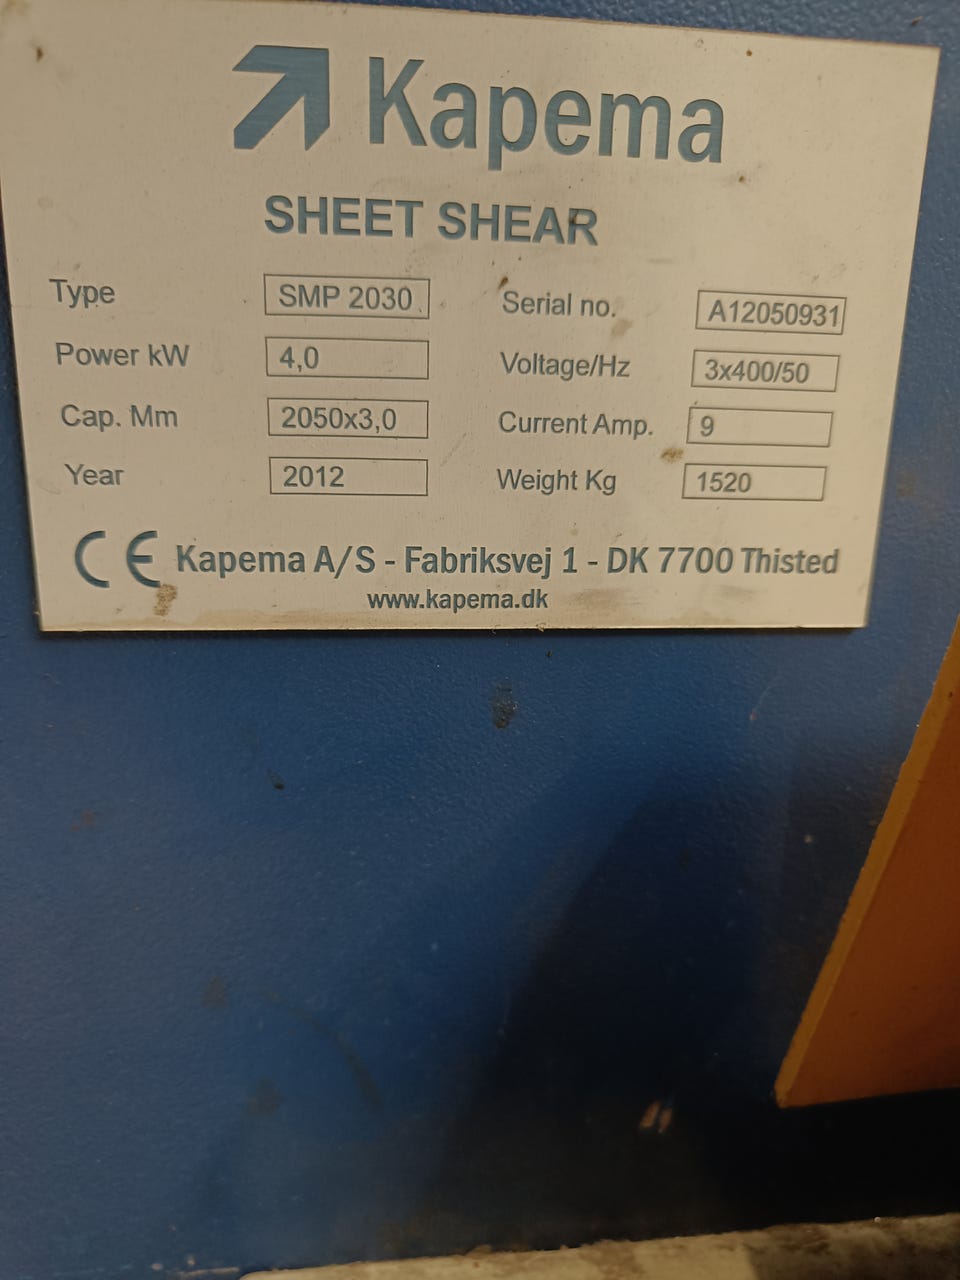 Kapema
SHEET SHEAR
Type SMP 2030 Serial no. A12050931
Power kW 4,0 Voltage/Hz 3x400/50
Cap. Mm 2050x3,0 Current Amp. 9
Year 2012 Weight Kg 1520
CE Kapema A/S - Fabriksvej 1 - DK 7700 Thisted
www.kapema.dk